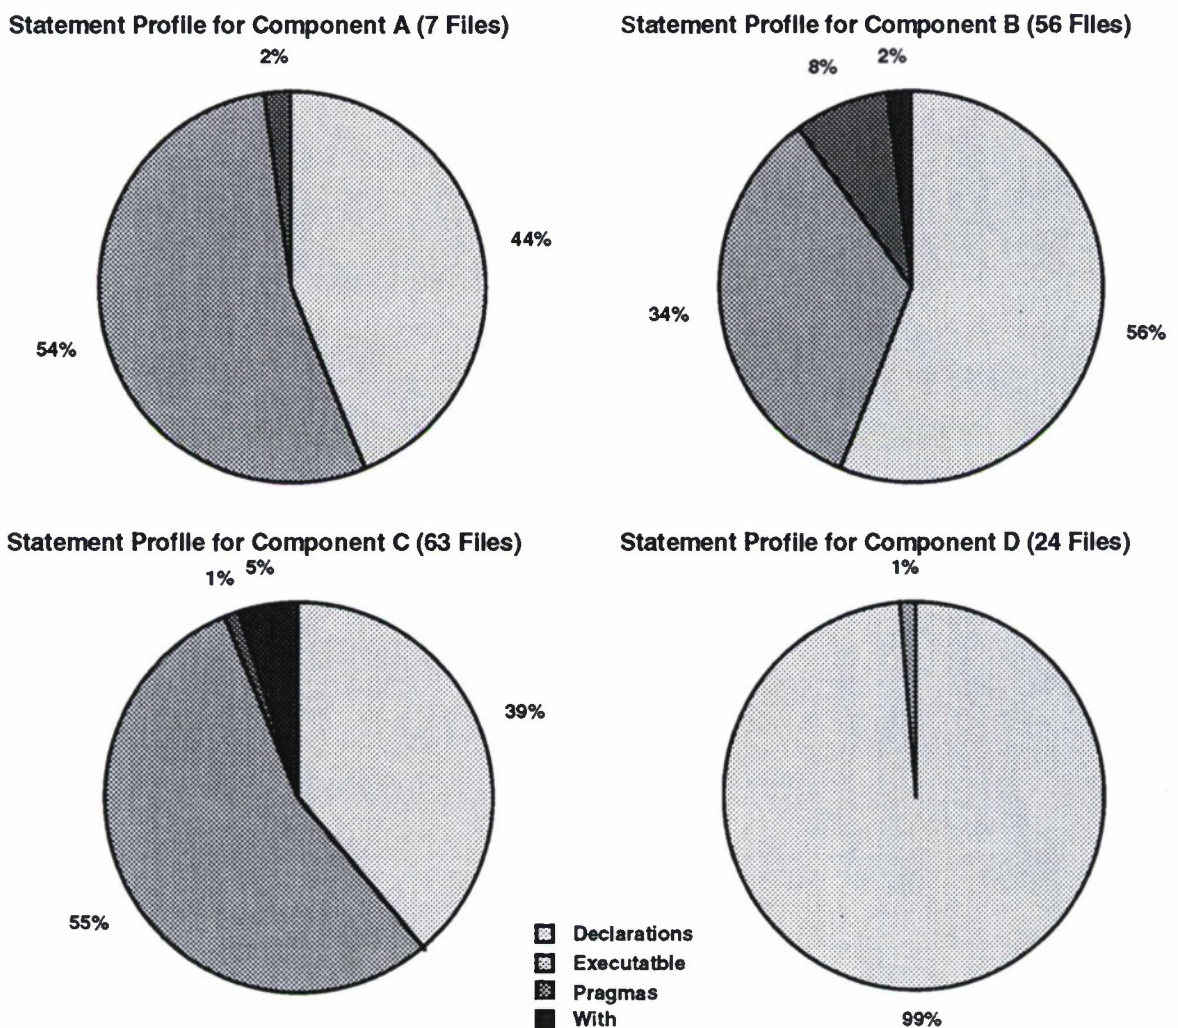 Statement Profile for Component A (7 Files)
2%
44%
54%
Statement Profile for Component B (56 Files)
8%
2%
34%
56%
Statement Profile for Component C (63 Files)
1%
5%
39%
55%
Statement Profile for Component D (24 Files)
1%
99%
Declarations
Executatble
Pragmas
With